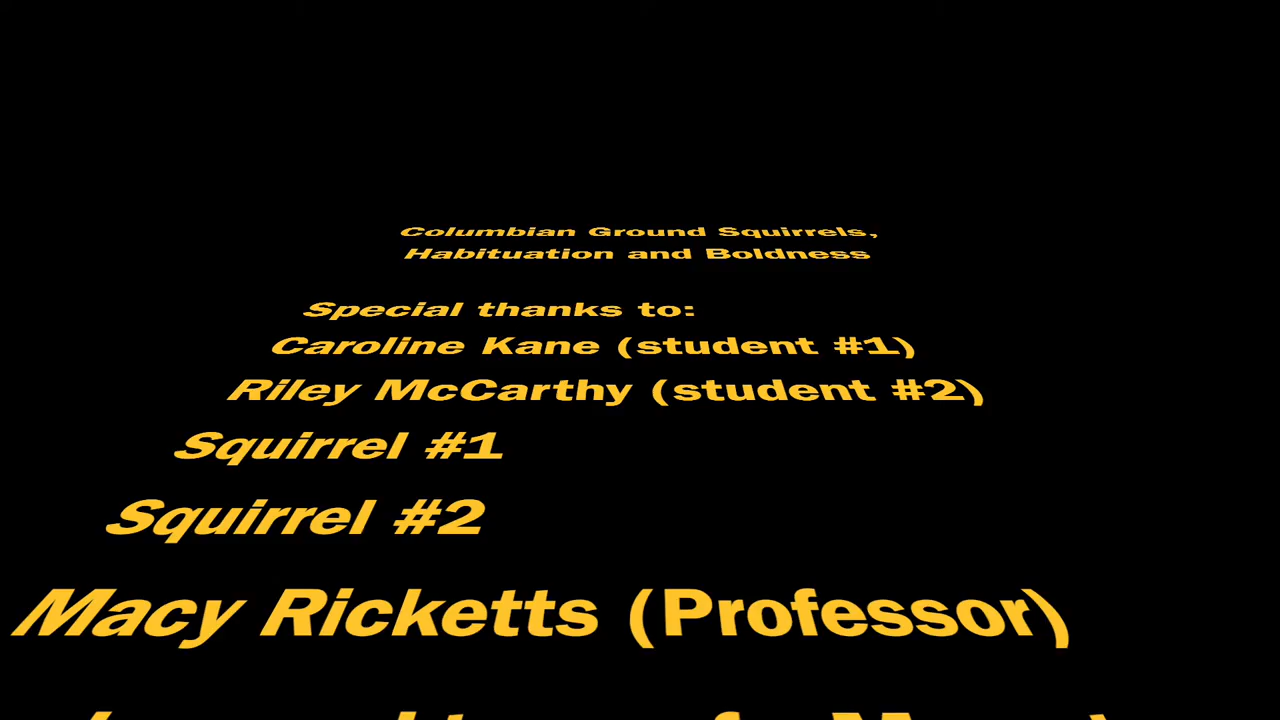 Columbian Ground Squirrels,
Habituation and Boldness
Special thanks to:
Caroline Kane (student #1)
Riley McCarthy (student #2)
Squirrel #1
Squirrel #2
Macy Ricketts (Professor)